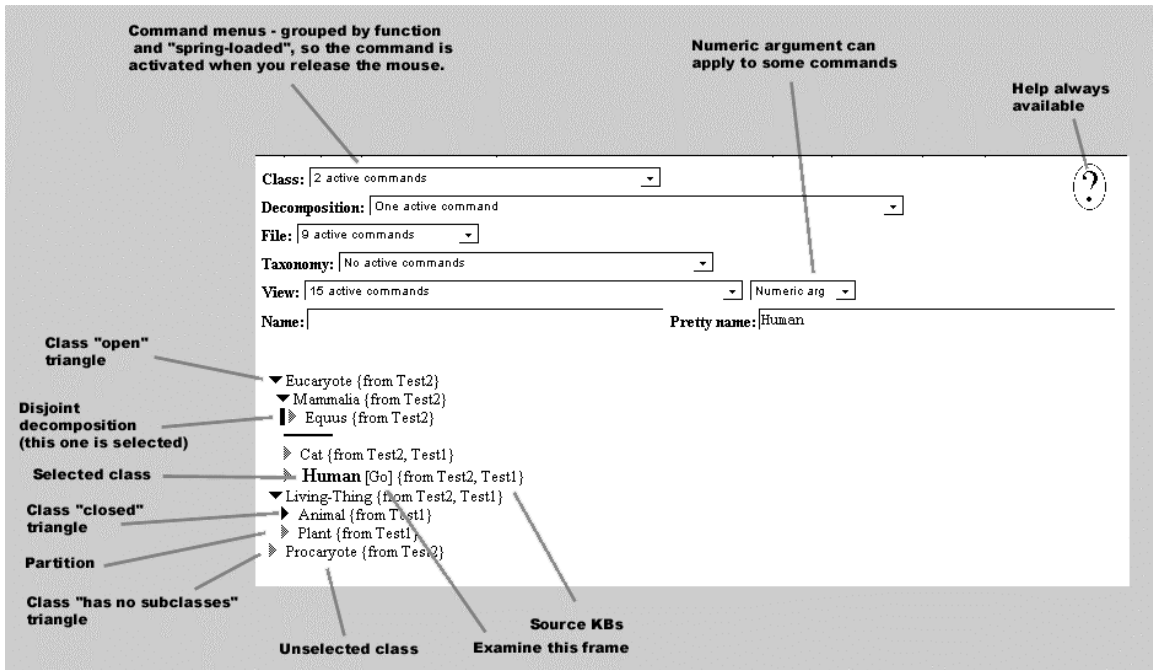 Command menus - grouped by function
and "spring-loaded", so the command is
activated when you release the mouse.
Numeric argument can
apply to some commands
Help always
available
Class: 2 active commands
?
Decomposition: One active command
File: 9 active commands
Taxonomy: No active commands
View: 15 active commands Numeric arg
Name: Pretty name: Human
Class "open"
triangle
Eucaryote {from Test2}
Mammalia {from Test2}
Equus {from Test2}
Disjoint
decomposition
(this one is selected)
Cat {from Test2, Test1}
Selected class
Human [Go] {from Test2, Test1}
Living-Thing {from Test2, Test1}
Class "closed"
triangle
Animal {from Test1}
Plant {from Test1}
Partition
Procaryote {from Test2}
Class "has no subclasses"
triangle
Source KBs
Unselected class
Examine this frame